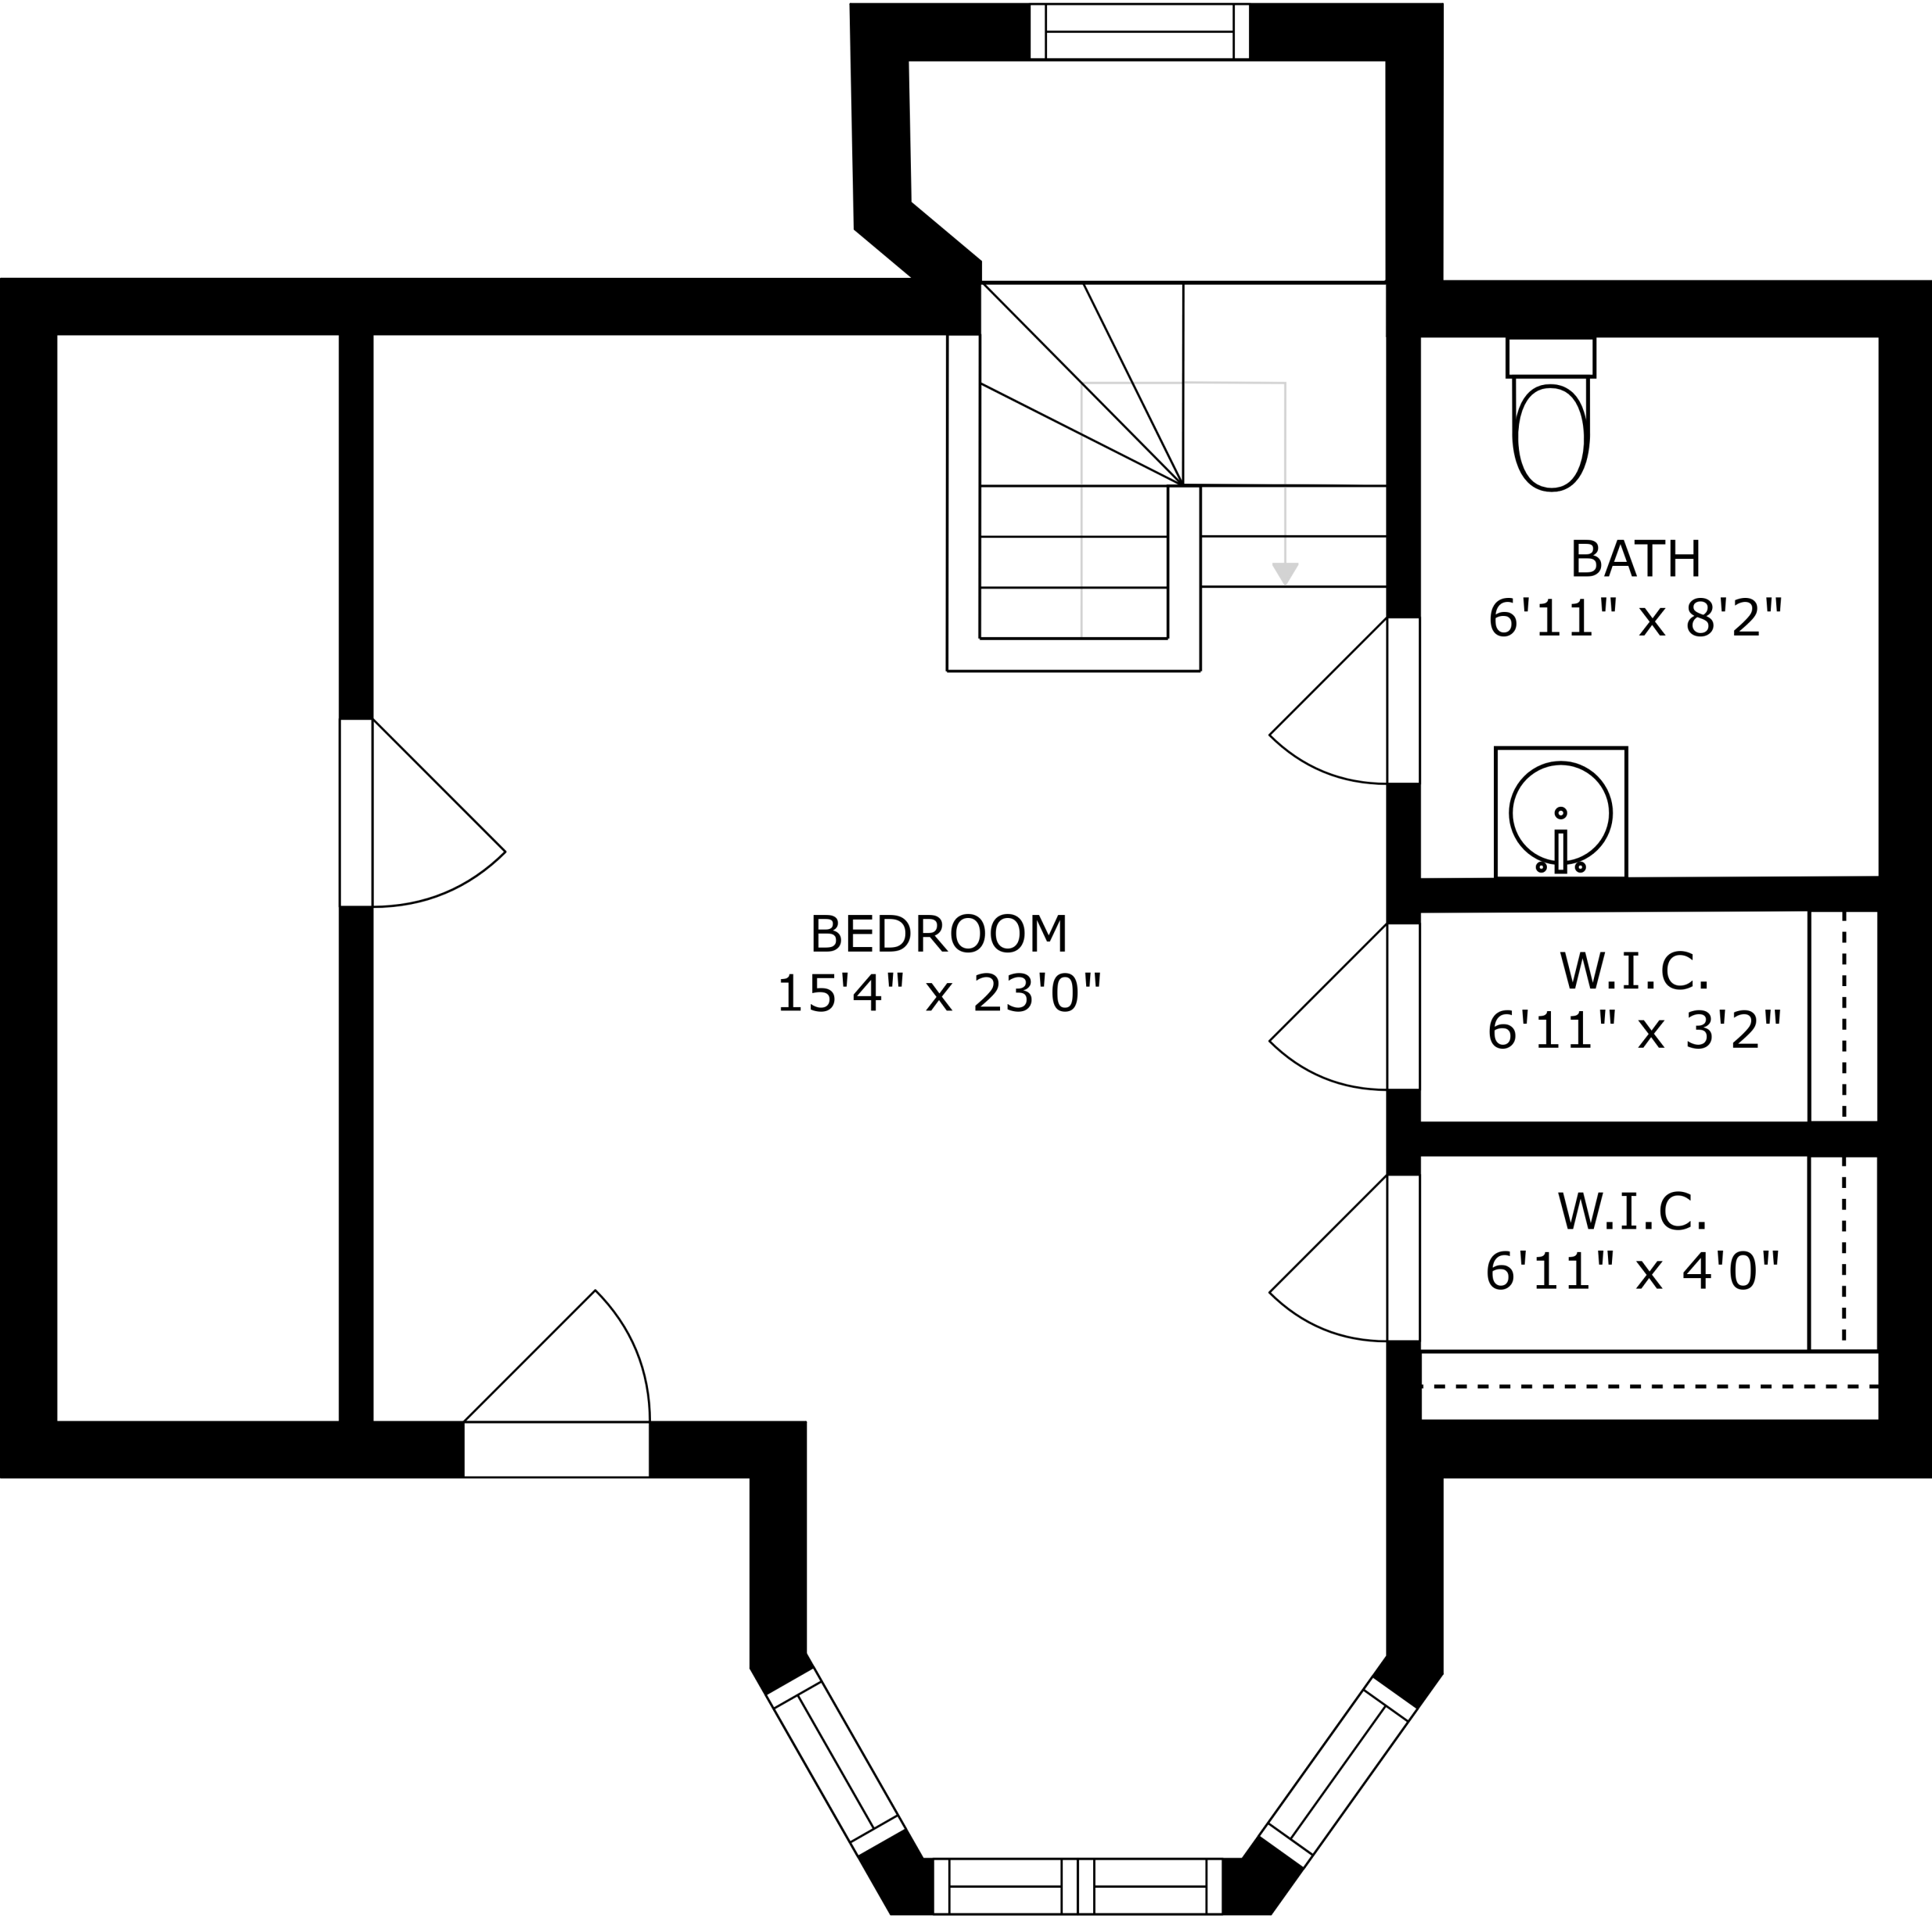 BATH
6'11" x 8'2"
BEDROOM
15'4" x 23'0"
W.I.C.
6'11" x 3'2"
W.I.C.
6'11" x 4'0"